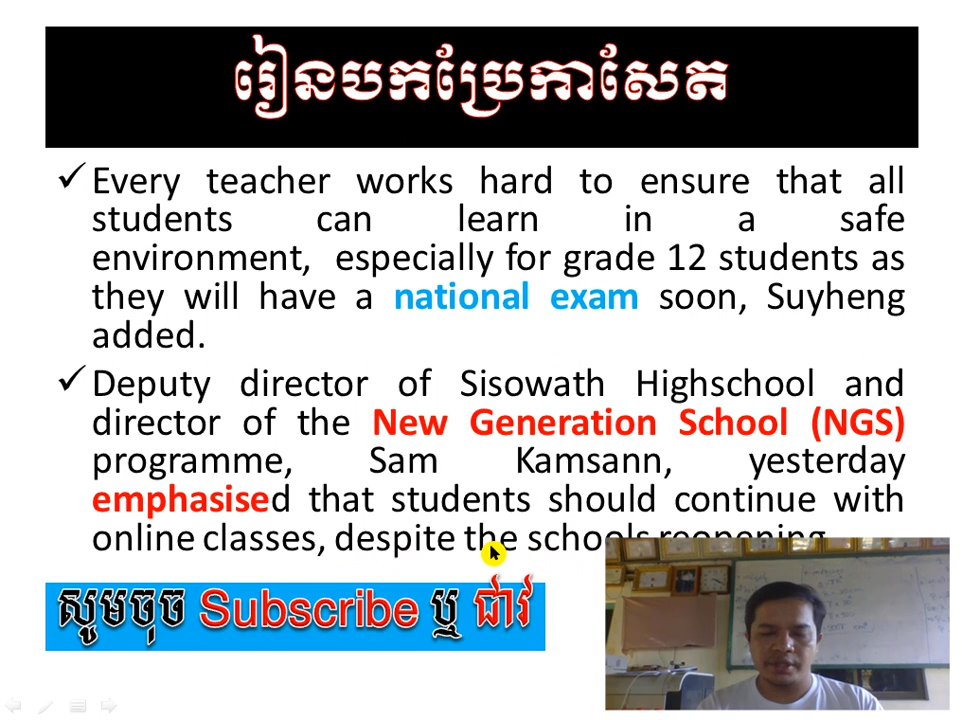 រៀនបកប្រែកាសែត
Every teacher works hard to ensure that all
students can learn in a safe
environment, especially for grade 12 students as
they will have a national exam soon, Suyheng
added.
Deputy director of Sisowath Highschool and
director of the New Generation School (NGS)
programme, Sam Kamsann, yesterday
emphasised that students should continue with
online classes, despite the schools reopening
សូមចុច Subscribe ឬ ជាវ